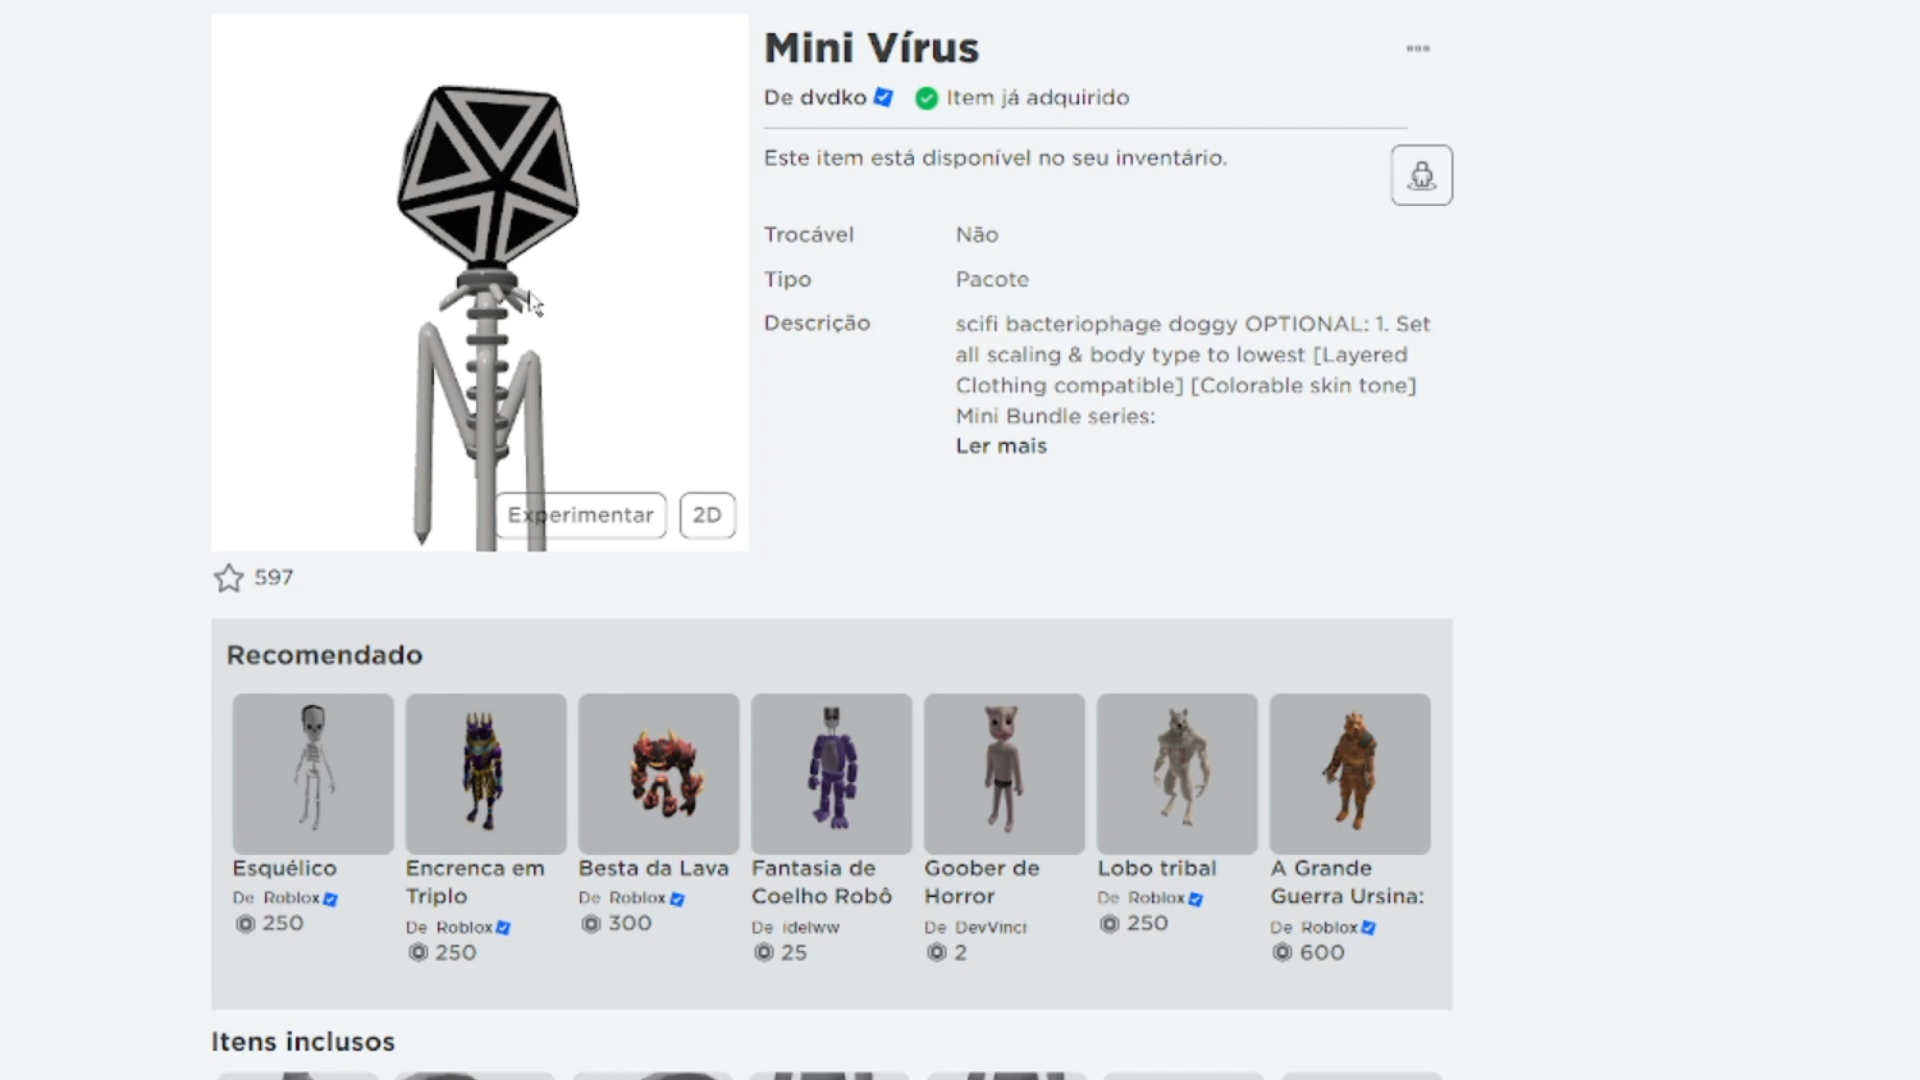 Mini Vírus
De dvdko
Item já adquirido
Este item está disponível no seu inventário.
Trocável
Não
Tipo
Pacote
Descrição
scifi bacteriophage doggy OPTIONAL: 1. Set
all scaling & body type to lowest [Layered
Clothing compatible] [Colorable skin tone]
Mini Bundle series:
Ler mais
Experimentar
2D
597
Recomendado
Esquélico
De Roblox
250
Encrenca em
Triplo
De Roblox
250
Besta da Lava
De Roblox
300
Fantasia de
Coelho Robô
De idelww
25
Goober de
Horror
De DevVinci
2
Lobo tribal
De Roblox
250
A Grande
Guerra Ursina:
De Roblox
600
Itens inclusos